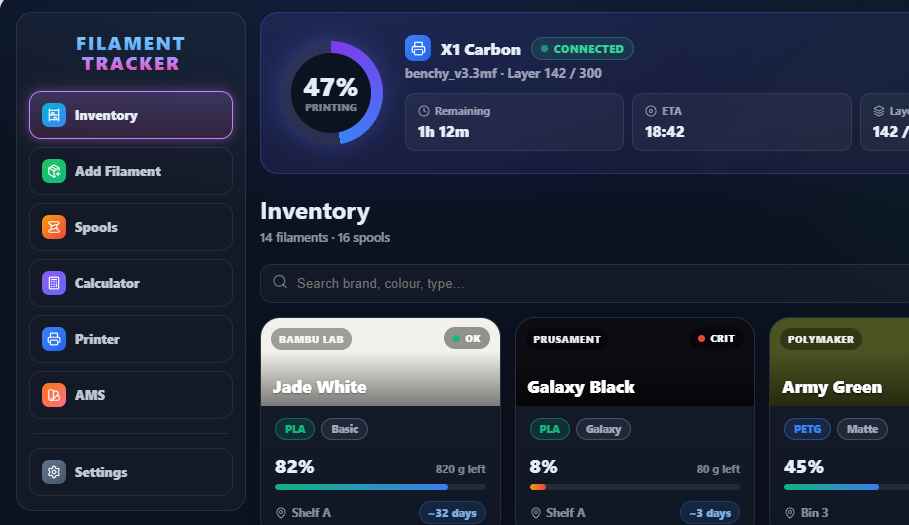 FILAMENT
TRACKER
Inventory
Add Filament
Spools
Calculator
Printer
AMS
Settings
47%
PRINTING
X1 Carbon
CONNECTED
benchy_v3.3mf · Layer 142 / 300
Remaining
1h 12m
ETA
18:42
142 /
Inventory
14 filaments · 16 spools
Search brand, colour, type...
BAMBU LAB
OK
Jade White
PLA
Basic
82%
820 g left
Shelf A
~32 days
PRUSAMENT
CRIT
Galaxy Black
PLA
Galaxy
8%
80 g left
Shelf A
~3 days
POLYMAKER
Army Green
PETG
Matte
45%
Bin 3